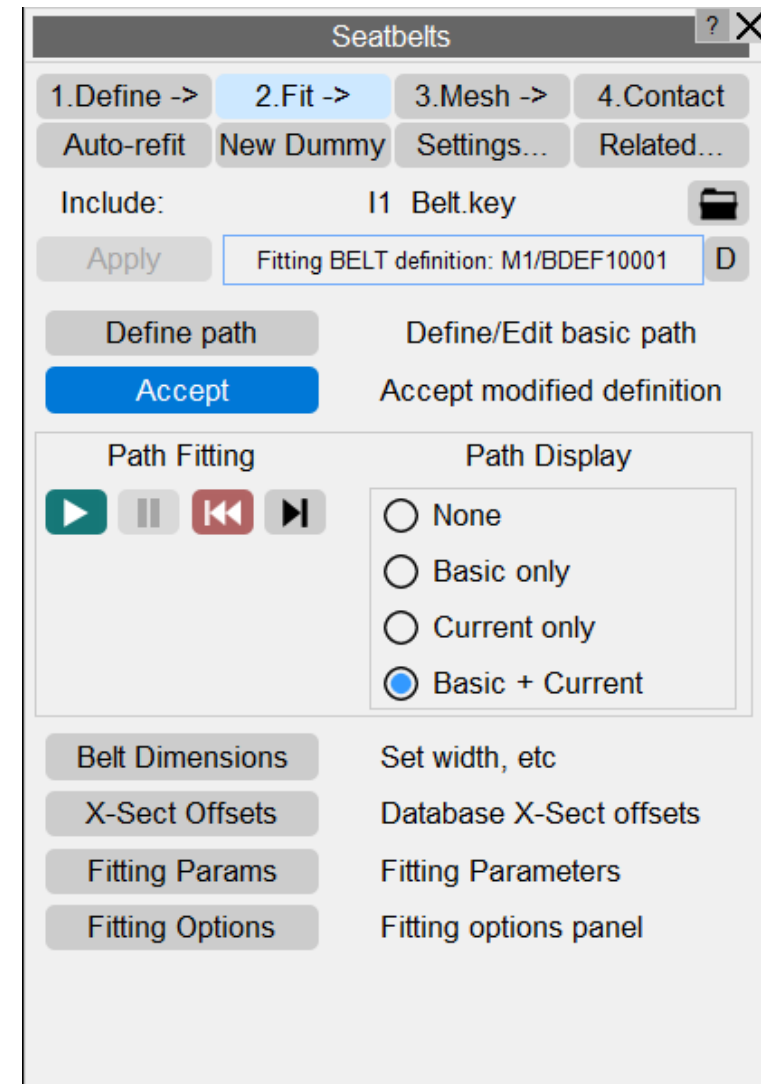 Seatbelts ?
1.Define -> 2.Fit -> 3.Mesh -> 4.Contact
Auto-refit New Dummy Settings... Related...
Include: I1 Belt.key
Apply Fitting BELT definition: M1/BDEF10001 D
Define path Define/Edit basic path
Accept Accept modified definition
Path Fitting Path Display
None
Basic only
Current only
Basic + Current
Belt Dimensions Set width, etc
X-Sect Offsets Database X-Sect offsets
Fitting Params Fitting Parameters
Fitting Options Fitting options panel